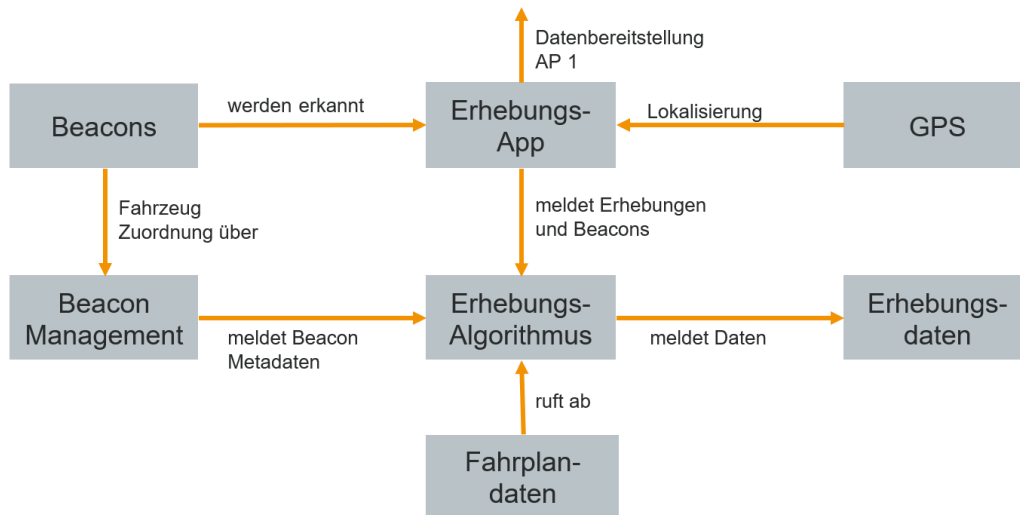 Datenbereitstellung
AP 1
Beacons
werden erkannt
Erhebungs-
App
Lokalisierung
GPS
Fahrzeug
Zuordnung über
meldet Erhebungen
und Beacons
Beacon
Management
meldet Beacon
Metadaten
Erhebungs-
Algorithmus
meldet Daten
Erhebungs-
daten
ruft ab
Fahrplan-
daten